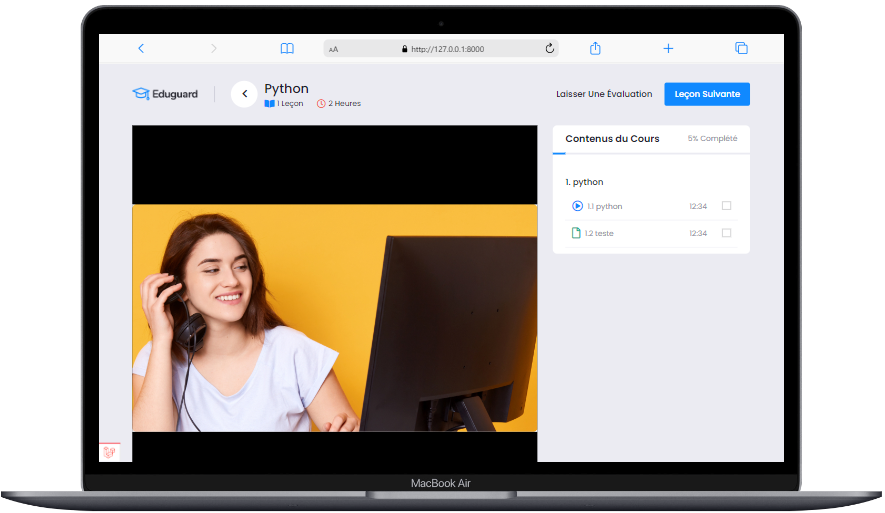 AA
http://127.0.0.1:8000
Eduguard
Python
1 Leçon
2 Heures
Laisser Une Évaluation
Leçon Suivante
Contenus du Cours
5% Complété
1. python
1.1 python
12:34
1.2 teste
12:34
MacBook Air